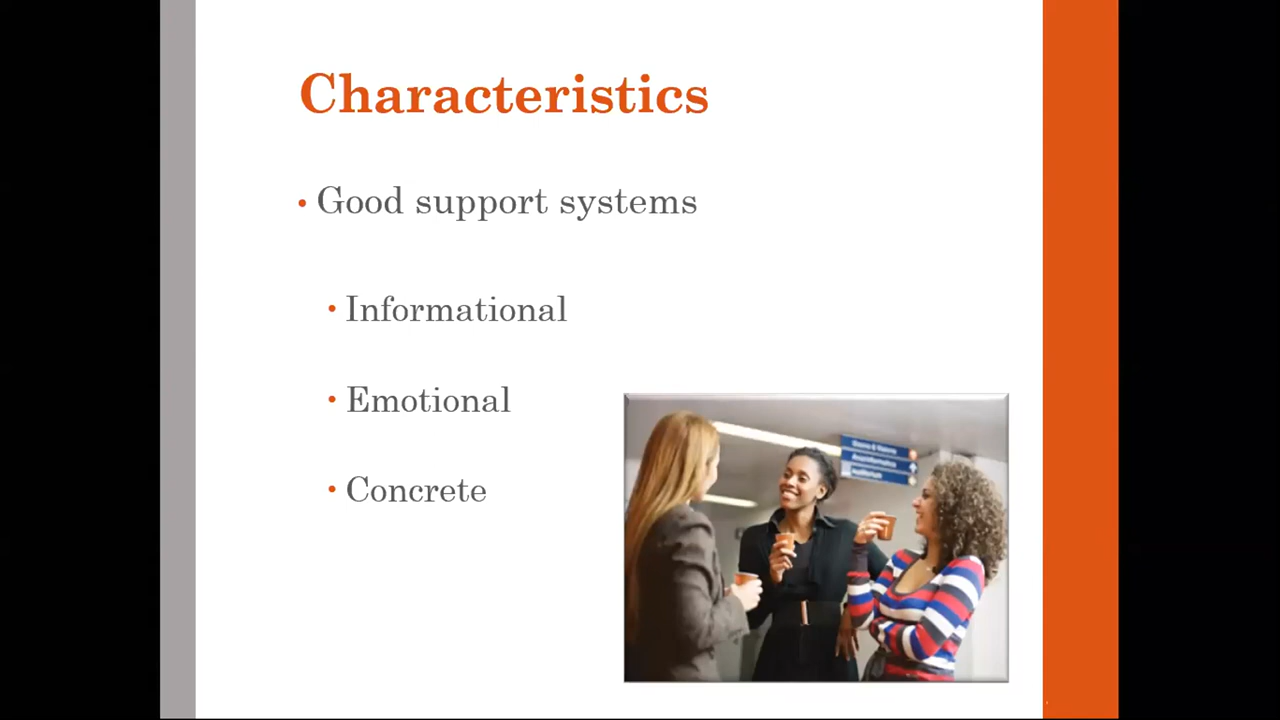 Characteristics
• Good support systems
• Informational
• Emotional
• Concrete